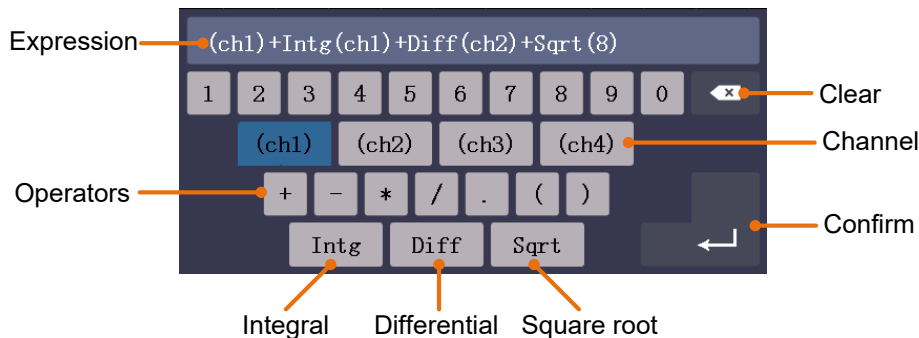 Expression (ch1)+Intg(ch1)+Diff(ch2)+Sqrt(8)
1 2 3 4 5 6 7 8 9 0 Clear
(ch1) (ch2) (ch3) (ch4) Channel
Operators + - * / . ( )
Confirm
Intg Diff Sqrt
Integral Differential Square root